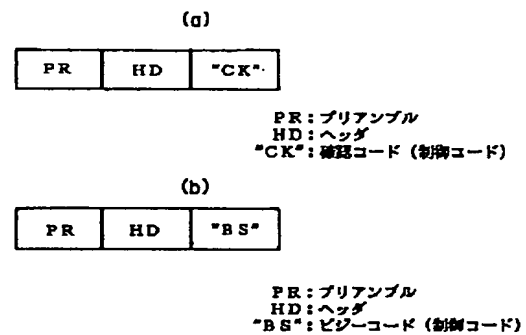 (a)
PR HD "CK"
PR:プリアンブル
HD:ヘッダ
"CK":確認コード (制御コード)
(b)
PR HD "BS"
PR:プリアンブル
HD:ヘッダ
"BS":ビジーコード (制御コード)